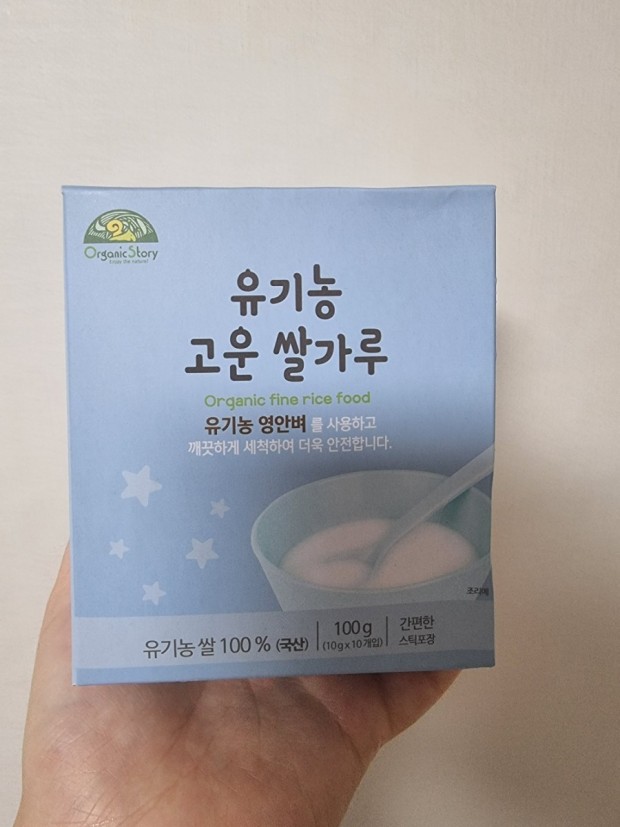 OrganicStory
Enjoy the natural
유기농
고운 쌀가루
Organic fine rice food
유기농 영안벼 를 사용하고
깨끗하게 세척하여 더욱 안전합니다.
유기농 쌀 100 % (국산)
100g
(10g x 10개입)
간편한
스틱포장